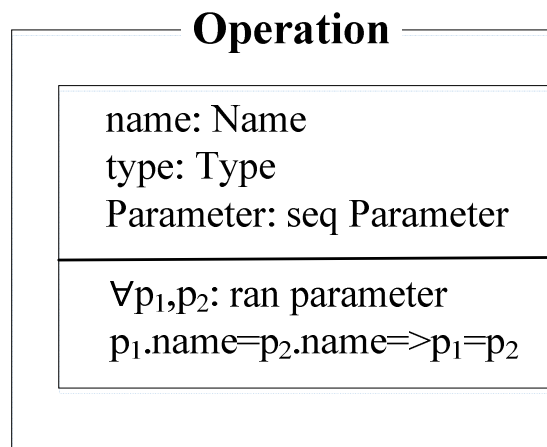 Operation
name: Name
type: Type
Parameter: seq Parameter
∀p₁,p₂: ran parameter
p₁.name=p₂.name=>p₁=p₂